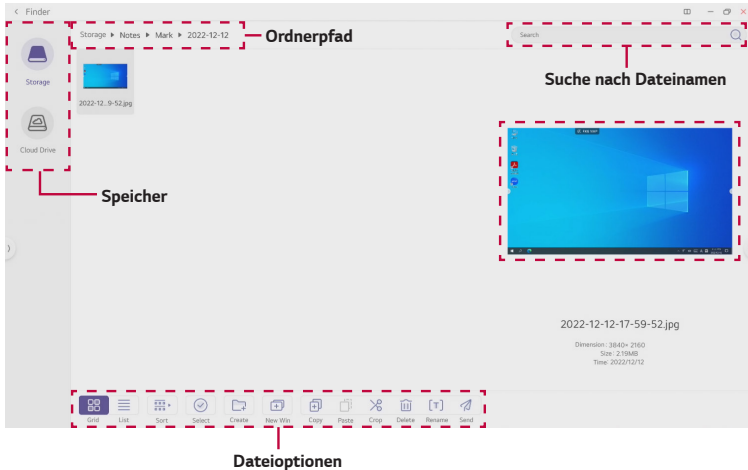 Finder
Storage ▶ Notes ▶ Mark ▶ 2022-12-12
Ordnerpfad
Search
Suche nach Dateinamen
Storage
2022-12...9-52.jpg
Cloud Drive
Speicher
2022-12-12-17-59-52.jpg
Dimension: 3840* 2160
Size: 2.19MB
Time: 2022/12/12
Grid List Sort Select Create New Win Copy Paste Crop Delete Rename Send
Dateioptionen